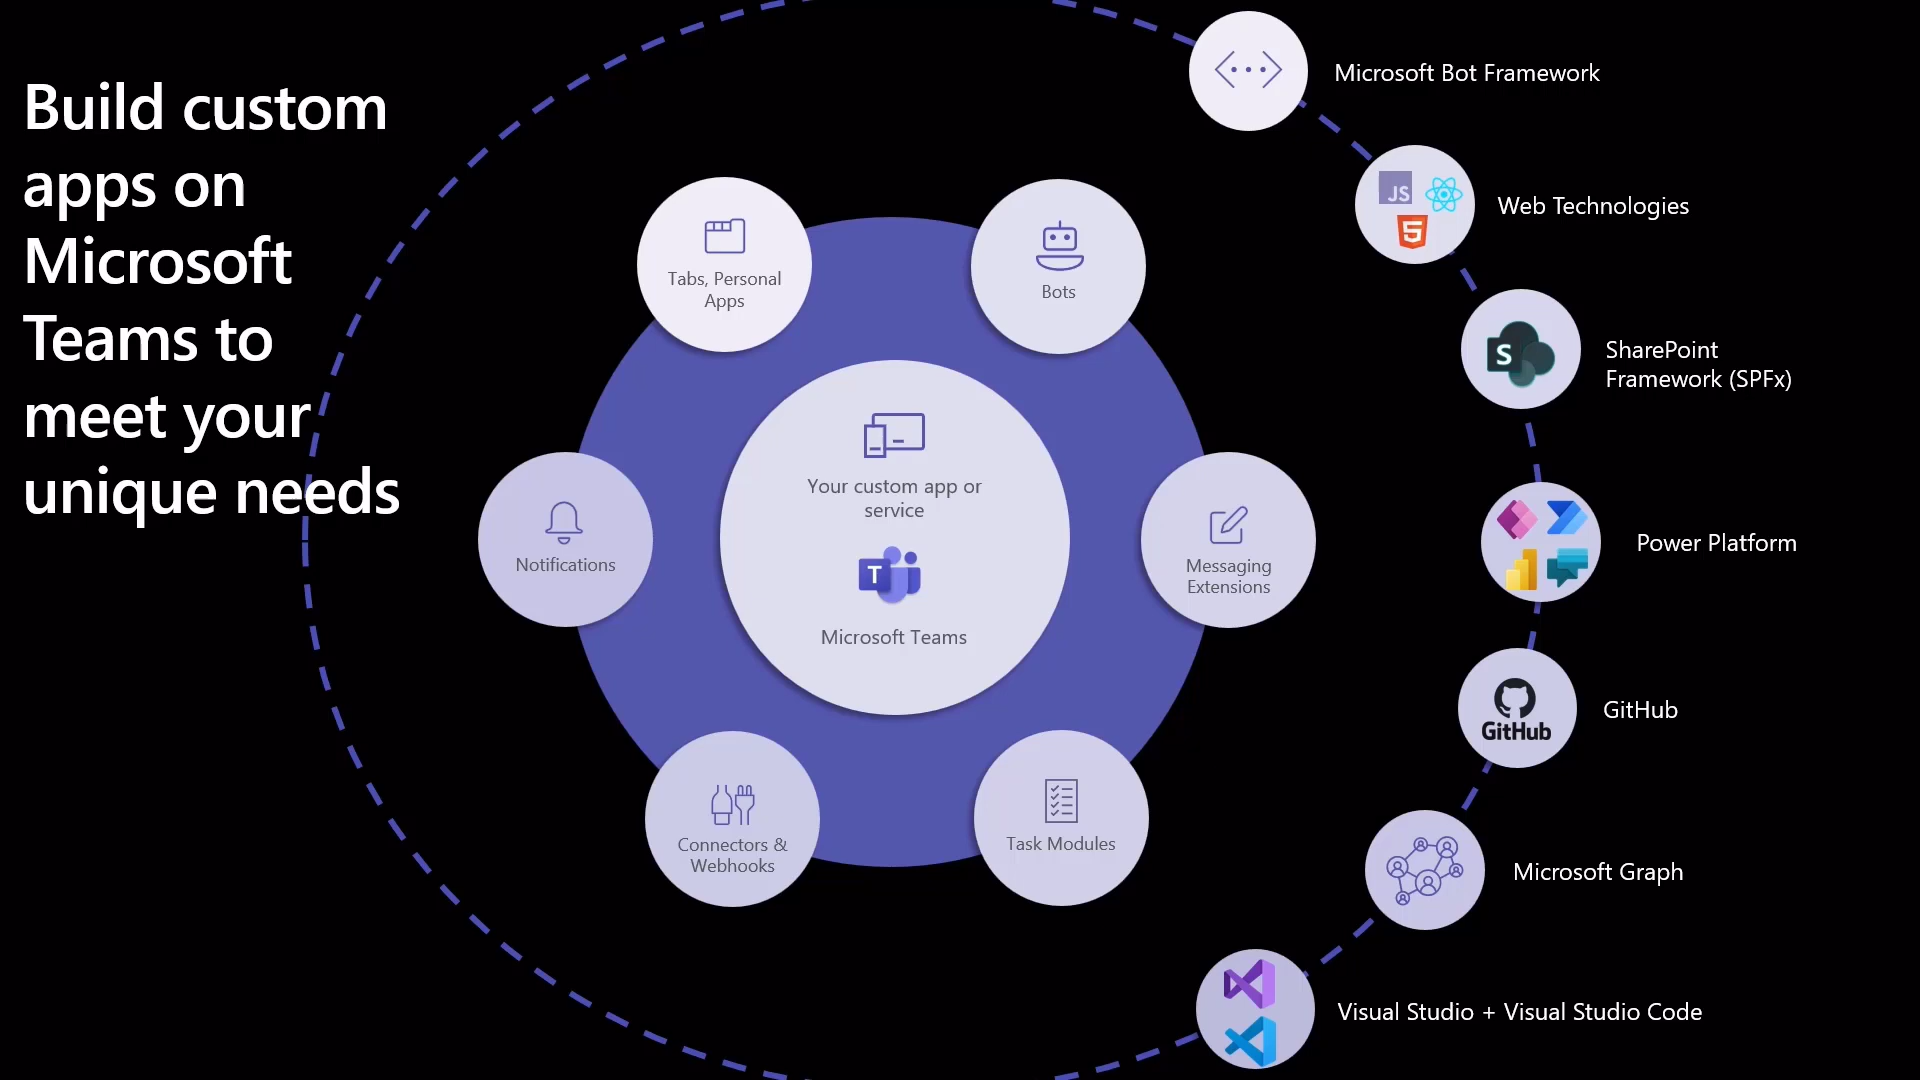 Build custom
apps on
Microsoft
Teams to
meet your
unique needs
Tabs, Personal
Apps
Bots
Notifications
Your custom app or
service
T
Microsoft Teams
Messaging
Extensions
Connectors &
Webhooks
Task Modules
Microsoft Bot Framework
JS
5
Web Technologies
S
SharePoint
Framework (SPFx)
Power Platform
GitHub
GitHub
Microsoft Graph
Visual Studio + Visual Studio Code